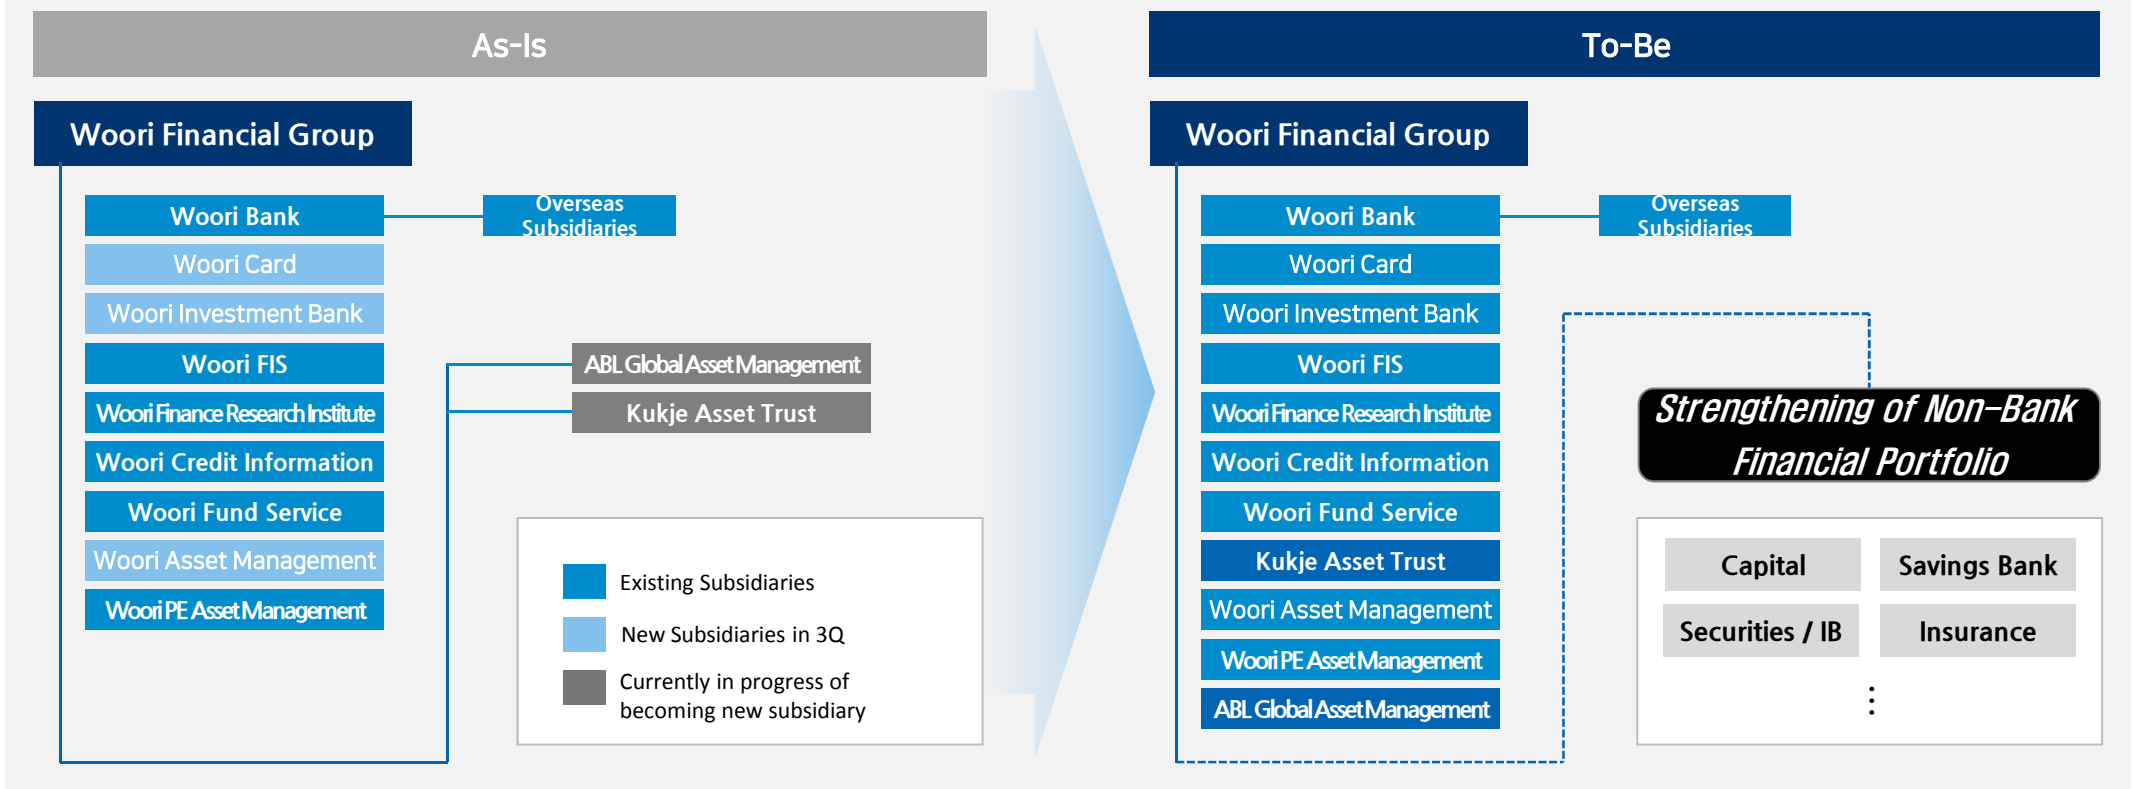 As-Is
Woori Financial Group
Woori Bank
Overseas
Subsidiaries
Woori Card
Woori Investment Bank
Woori FIS
Woori Finance Research Institute
Woori Credit Information
Woori Fund Service
Woori Asset Management
Woori PE Asset Management
ABL Global Asset Management
Kukje Asset Trust
Existing Subsidiaries
New Subsidiaries in 3Q
Currently in progress of
becoming new subsidiary
To-Be
Woori Financial Group
Woori Bank
Overseas
Subsidiaries
Woori Card
Woori Investment Bank
Woori FIS
Woori Finance Research Institute
Woori Credit Information
Woori Fund Service
Kukje Asset Trust
Woori Asset Management
Woori PE Asset Management
ABL Global Asset Management
Strengthening of Non-Bank
Financial Portfolio
Capital
Savings Bank
Securities / IB
Insurance
⋮